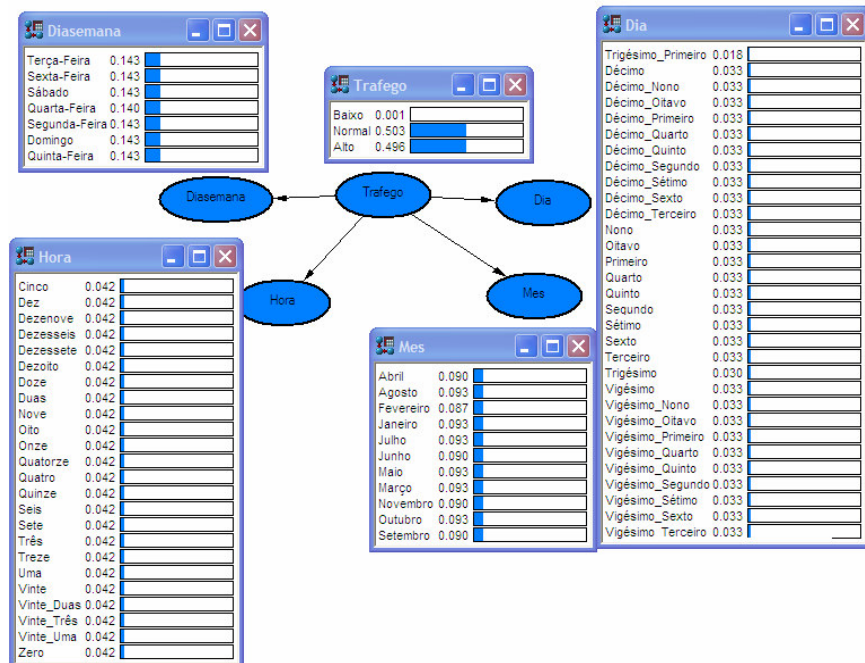 Diasemana
Terça-Feira 0.143
Sexta-Feira 0.143
Sábado 0.143
Quarta-Feira 0.140
Segunda-Feira 0.143
Domingo 0.143
Quinta-Feira 0.143
Trafego
Baixo 0.001
Normal 0.503
Alto 0.496
Dia
Trigésimo_Primeiro 0.018
Décimo 0.033
Décimo_Nono 0.033
Décimo_Oitavo 0.033
Décimo_Primeiro 0.033
Décimo_Quarto 0.033
Décimo_Quinto 0.033
Décimo_Segundo 0.033
Décimo_Sétimo 0.033
Décimo_Sexto 0.033
Décimo_Terceiro 0.033
Nono 0.033
Oitavo 0.033
Primeiro 0.033
Quarto 0.033
Quinto 0.033
Segundo 0.033
Sétimo 0.033
Sexto 0.033
Terceiro 0.033
Trigésimo 0.030
Vigésimo 0.033
Vigésimo_Nono 0.033
Vigésimo_Oitavo 0.033
Vigésimo_Primeiro 0.033
Vigésimo_Quarto 0.033
Vigésimo_Quinto 0.033
Vigésimo_Segundo 0.033
Vigésimo_Sétimo 0.033
Vigésimo_Sexto 0.033
Vigésimo_Terceiro 0.033
Diasemana
Trafego
Dia
Hora
Mes
Hora
Cinco 0.042
Dez 0.042
Dezenove 0.042
Dezesseis 0.042
Dezessete 0.042
Dezoito 0.042
Doze 0.042
Duas 0.042
Nove 0.042
Oito 0.042
Onze 0.042
Quatorze 0.042
Quatro 0.042
Quinze 0.042
Seis 0.042
Sete 0.042
Três 0.042
Treze 0.042
Uma 0.042
Vinte 0.042
Vinte_Duas 0.042
Vinte_Três 0.042
Vinte_Uma 0.042
Zero 0.042
Mes
Abril 0.090
Agosto 0.093
Fevereiro 0.087
Janeiro 0.093
Julho 0.093
Junho 0.090
Maio 0.093
Março 0.093
Novembro 0.090
Outubro 0.093
Setembro 0.090